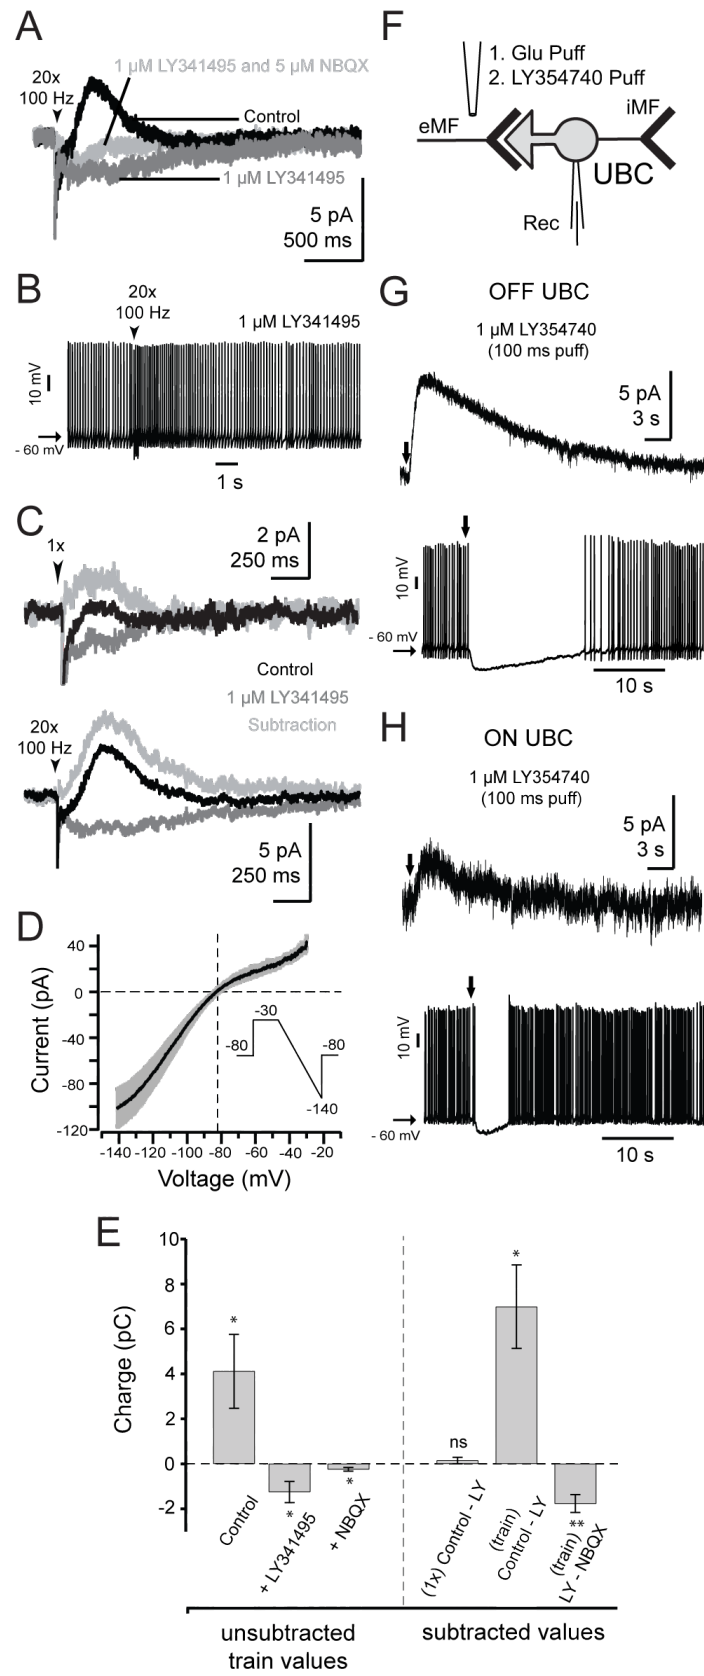 A
20x
100 Hz
1 µM LY341495 and 5 µM NBQX
Control
1 µM LY341495
5 pA
500 ms
B
20x
100 Hz
1 µM LY341495
10 mV
- 60 mV
1 s
C
1x
2 pA
250 ms
Control
1 µM LY341495
Subtraction
20x
100 Hz
5 pA
250 ms
D
Current (pA)
40
0
-40
-80
-120
-140 -120 -100 -80 -60 -40 -20
Voltage (mV)
-30
-80
-80
-140
E
Charge (pC)
10
8
6
4
2
0
-2
*
*
*
ns
*
**
Control
+ LY341495
+ NBQX
(1x) Control - LY
(train)
Control - LY
(train)
LY - NBQX
unsubtracted
train values
subtracted values
F
1. Glu Puff
2. LY354740 Puff
eMF
iMF
UBC
Rec
G
OFF UBC
1 µM LY354740
(100 ms puff)
5 pA
3 s
10 mV
- 60 mV
10 s
H
ON UBC
1 µM LY354740
(100 ms puff)
5 pA
3 s
10 mV
- 60 mV
10 s